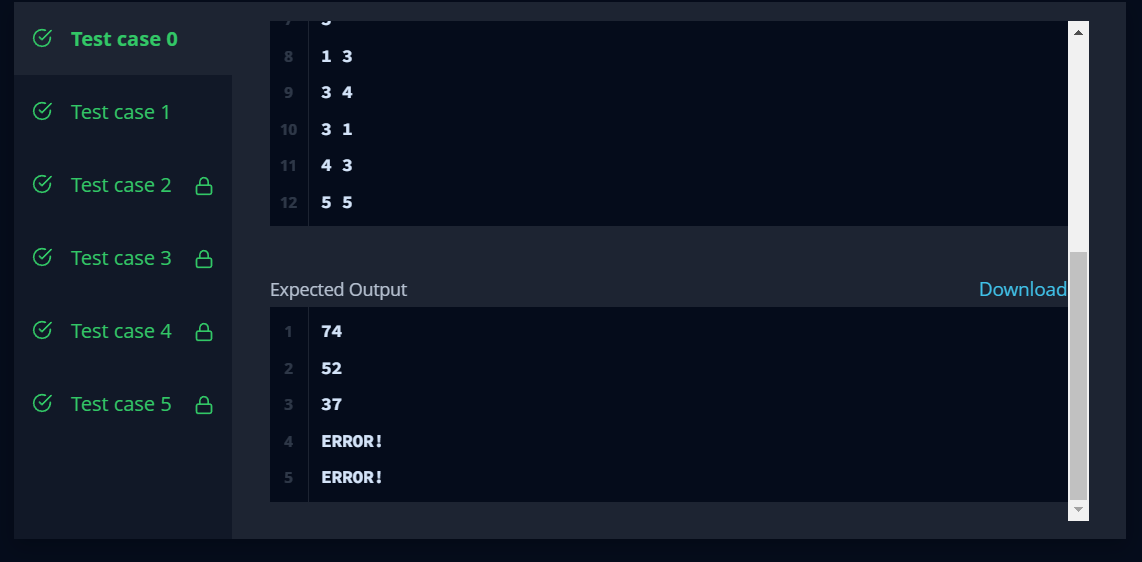 Test case 0
Test case 1
Test case 2
Test case 3
Test case 4
Test case 5
8 1 3
9 3 4
10 3 1
11 4 3
12 5 5
Expected Output
Download
1 74
2 52
3 37
4 ERROR!
5 ERROR!